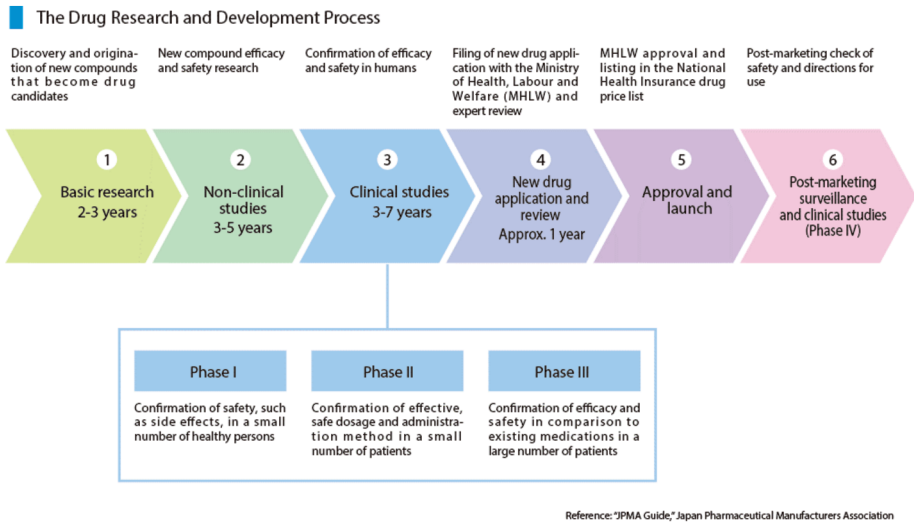 The Drug Research and Development Process
Discovery and origina-
tion of new compounds
that become drug
candidates
New compound efficacy
and safety research
Confirmation of efficacy
and safety in humans
Filing of new drug appli-
cation with the Ministry
of Health, Labour and
Welfare (MHLW) and
expert review
MHLW approval and
listing in the National
Health Insurance drug
price list
Post-marketing check of
safety and directions for
use
1
Basic research
2-3 years
2
Non-clinical
studies
3-5 years
3
Clinical studies
3-7 years
4
New drug
application and
review
Approx. 1 year
5
Approval and
launch
6
Post-marketing
surveillance
and clinical studies
(Phase IV)
Phase I
Confirmation of safety, such
as side effects, in a small
number of healthy persons
Phase II
Confirmation of effective,
safe dosage and administra-
tion method in a small
number of patients
Phase III
Confirmation of efficacy and
safety in comparison to
existing medications in a
large number of patients
Reference: "JPMA Guide," Japan Pharmaceutical Manufacturers Association